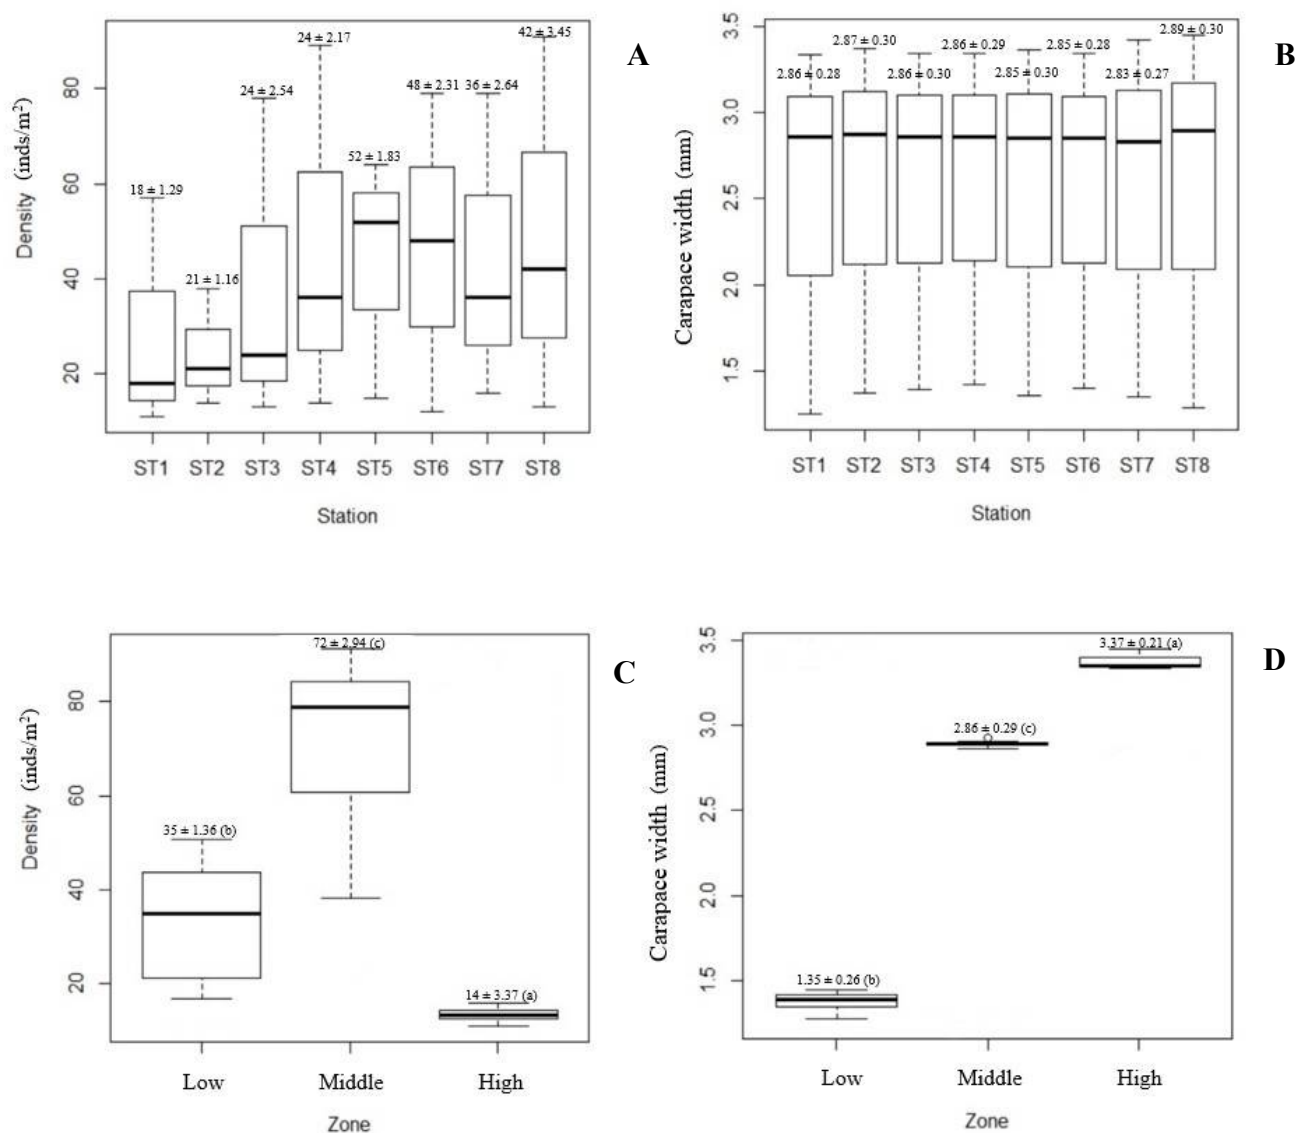 A
Density (inds/m²)
80
60
40
20
18 ± 1.29
21 ± 1.16
24 ± 2.54
24 ± 2.17
52 ± 1.83
48 ± 2.31
36 ± 2.64
42 ± 3.45
ST1 ST2 ST3 ST4 ST5 ST6 ST7 ST8
Station
B
Carapace width (mm)
3.5
3.0
2.5
2.0
1.5
2.86 ± 0.28
2.87 ± 0.30
2.86 ± 0.30
2.86 ± 0.29
2.85 ± 0.30
2.85 ± 0.28
2.83 ± 0.27
2.89 ± 0.30
ST1 ST2 ST3 ST4 ST5 ST6 ST7 ST8
Station
C
Density (inds/m²)
80
60
40
20
35 ± 1.36 (b)
72 ± 2.94 (c)
14 ± 3.37 (a)
Low Middle High
Zone
D
Carapace width (mm)
3.5
3.0
2.5
2.0
1.5
1.35 ± 0.26 (b)
2.86 ± 0.29 (c)
3.37 ± 0.21 (a)
Low Middle High
Zone